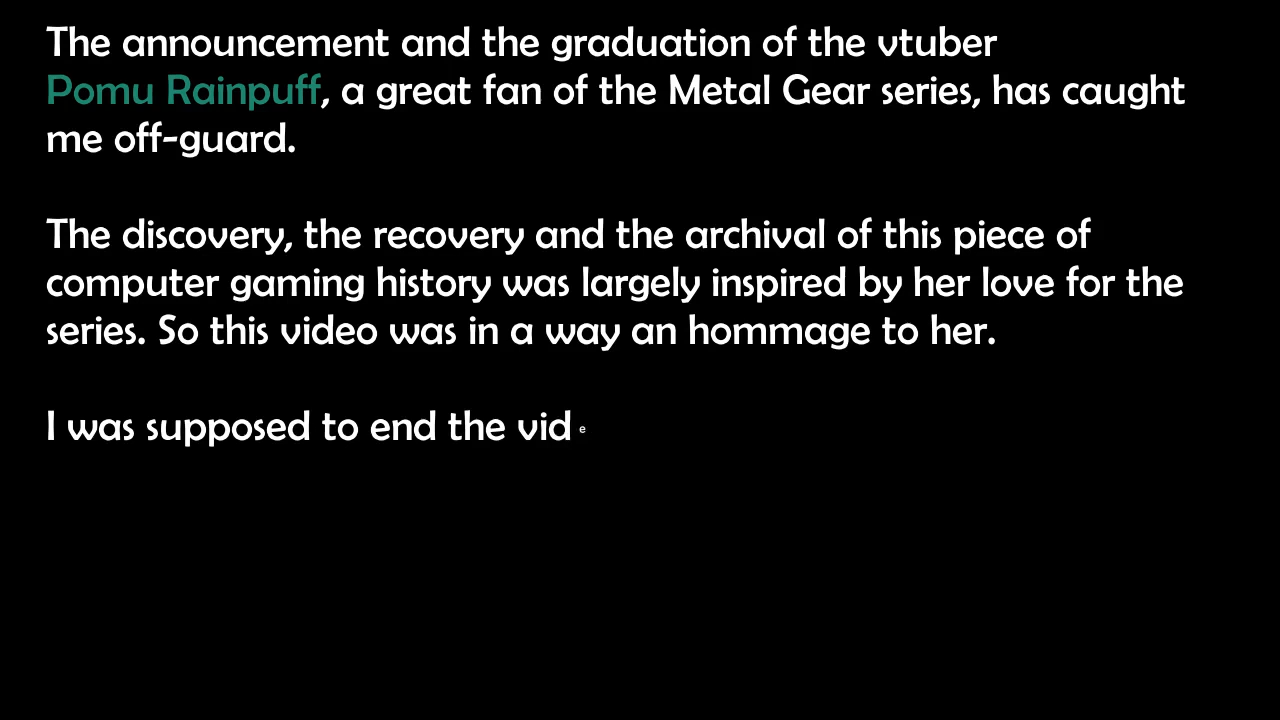 The announcement and the graduation of the vtuber
Pomu Rainpuff, a great fan of the Metal Gear series, has caught
me off-guard.
The discovery, the recovery and the archival of this piece of
computer gaming history was largely inspired by her love for the
series. So this video was in a way an hommage to her.
I was supposed to end the vide